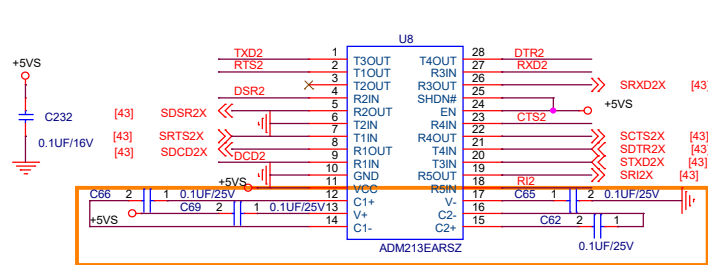 U8
TXD2 1 T3OUT T4OUT 28 DTR2
RTS2 2 T1OUT R3IN 27 RXD2
3 T2OUT R3OUT 26 SRXD2X [43]
DSR2 4 R2IN SHDN# 25
+5VS
C232
0.1UF/16V
[43] SDSR2X 5 R2OUT EN 24 +5VS
6 T2IN R4IN 23 CTS2
[43] SRTS2X 7 T1IN R4OUT 22 SCTS2X [43]
[43] SDCD2X 8 R1OUT T4IN 21 SDTR2X [43]
DCD2 9 R1IN T3IN 20 STXD2X [43]
10 GND R5OUT 19 SRI2X [43]
+5VS 11 VCC R5IN 18 RI2
C66 2 1 0.1UF/25V 12 C1+ V- 17 C65 1 2 0.1UF/25V
+5VS C69 2 1 0.1UF/25V 13 V+ C2- 16
14 C1- C2+ 15 C62 2 1
0.1UF/25V
ADM213EARSZ